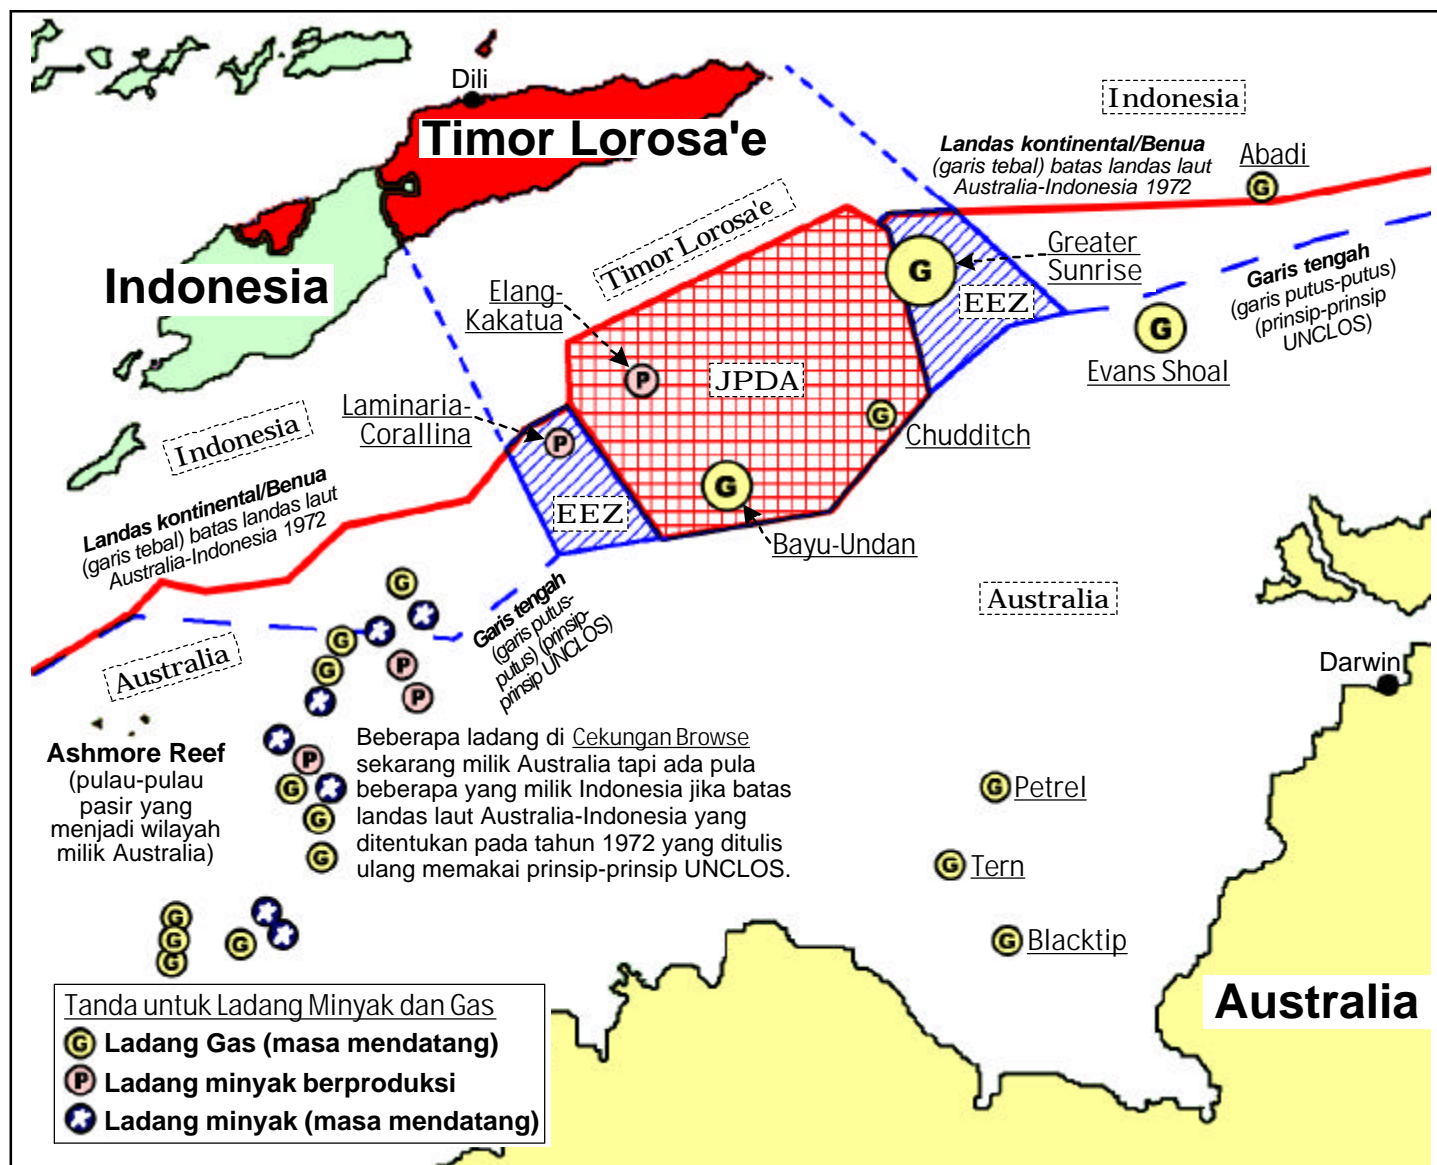 Dili
Timor Lorosa'e
Indonesia
Landas kontinental/Benua
(garis tebal) batas landas laut
Australia-Indonesia 1972
Abadi
G
Timor Lorosa'e
Indonesia
Elang-
Kakatua
P
G
Greater
Sunrise
EEZ
Garis tengah
(garis putus-putus)
(prinsip-prinsip
UNCLOS)
G
Evans Shoal
JPDA
Laminaria-
Corallina
P
G
Chudditch
Indonesia
Landas kontinental/Benua
(garis tebal) batas landas laut
Australia-Indonesia 1972
EEZ
G
Bayu-Undan
G
Garis tengah
(garis putus-
putus) (prinsip-
prinsip UNCLOS)
Australia
G
G
P
P
Australia
Darwin
Ashmore Reef
(pulau-pulau
pasir yang
menjadi wilayah
milik Australia)
P
G
G
G
Beberapa ladang di Cekungan Browse
sekarang milik Australia tapi ada pula
beberapa yang milik Indonesia jika batas
landas laut Australia-Indonesia yang
ditentukan pada tahun 1972 yang ditulis
ulang memakai prinsip-prinsip UNCLOS.
G Petrel
G Tern
G Blacktip
G
G
G
G
Australia
Tanda untuk Ladang Minyak dan Gas
G Ladang Gas (masa mendatang)
P Ladang minyak berproduksi
Ladang minyak (masa mendatang)